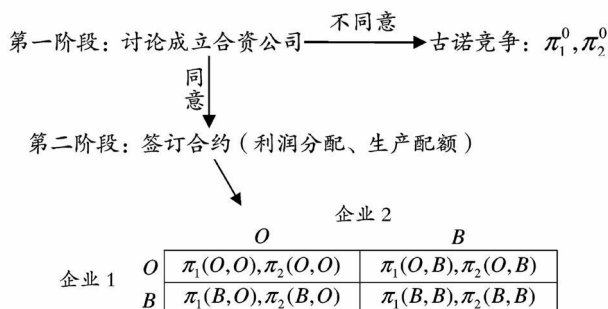 不同意
第一阶段：讨论成立合资公司 古诺竞争：π₁⁰,π₂⁰
同意
第二阶段：签订合约（利润分配、生产配额）
企业 2
O B
企业 1 O π₁(O,O),π₂(O,O) π₁(O,B),π₂(O,B)
B π₁(B,O),π₂(B,O) π₁(B,B),π₂(B,B)